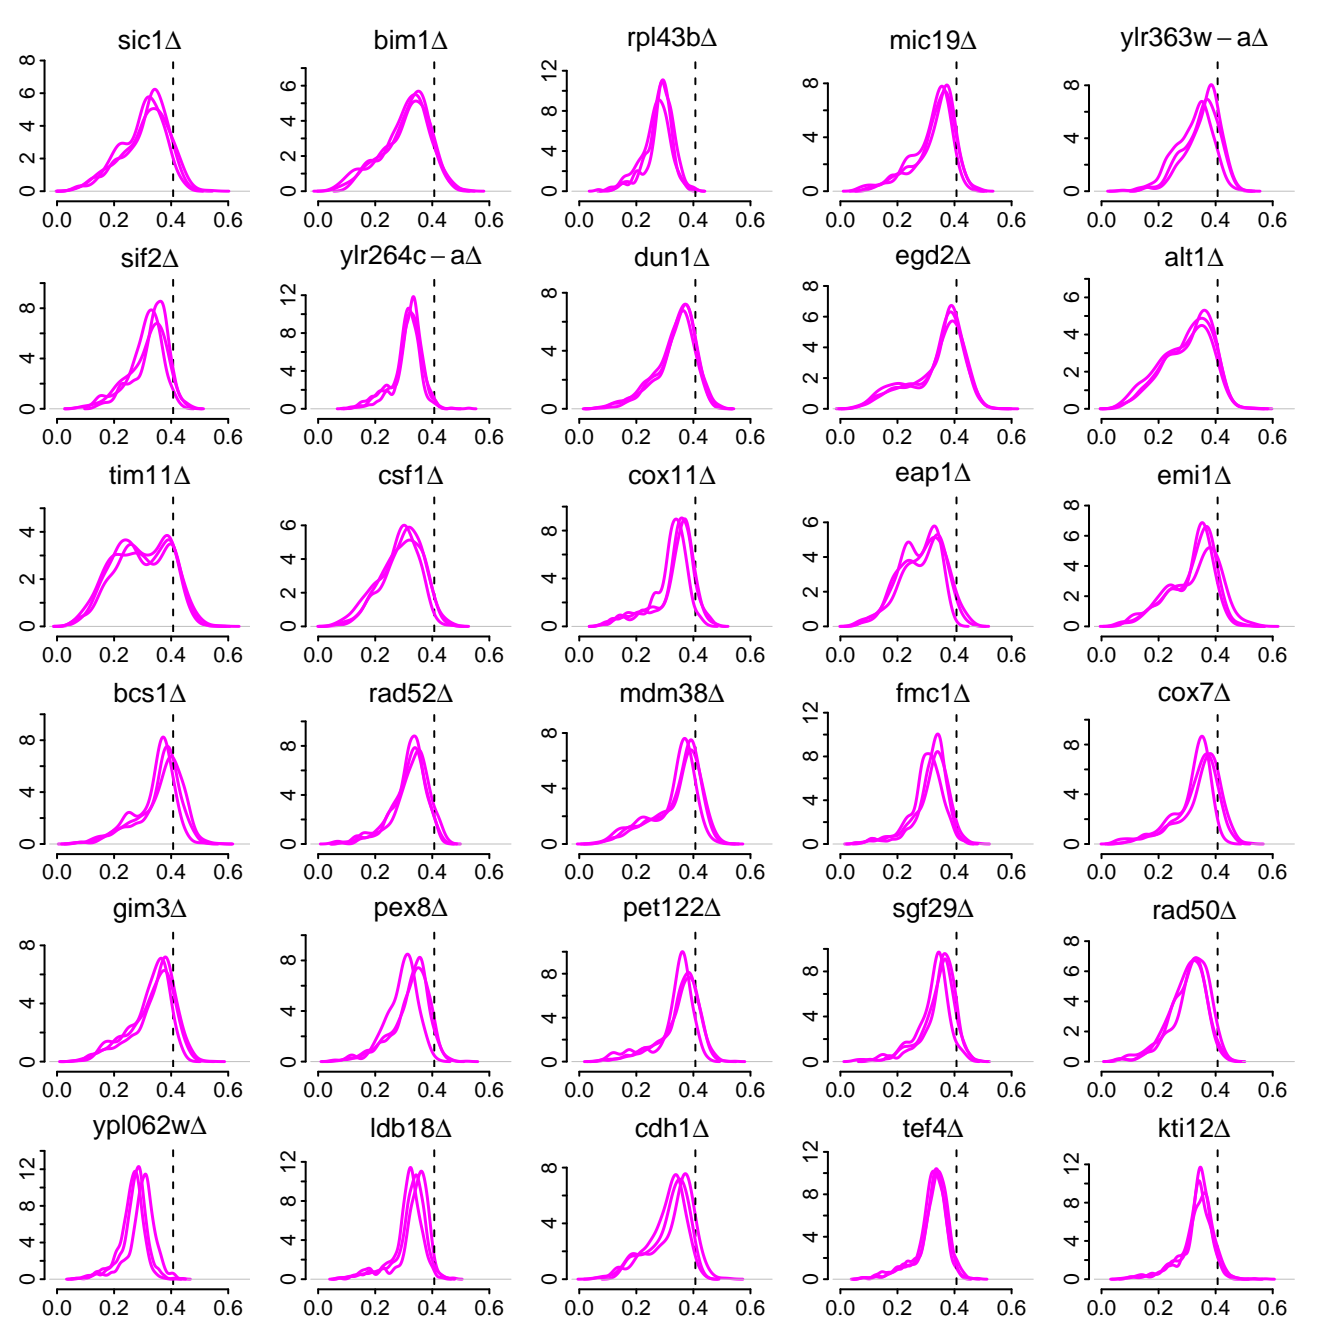 sic1Δ bim1Δ rpl43bΔ mic19Δ ylr363w−aΔ
0 2 4 6 8 0 2 4 6 0 4 8 12 0 4 8 0 4 8
0.0 0.2 0.4 0.6 0.0 0.2 0.4 0.6 0.0 0.2 0.4 0.6 0.0 0.2 0.4 0.6 0.0 0.2 0.4 0.6
sif2Δ ylr264c−aΔ dun1Δ egd2Δ alt1Δ
0 4 8 0 4 8 12 0 4 8 0 2 4 6 8 0 2 4 6
0.0 0.2 0.4 0.6 0.0 0.2 0.4 0.6 0.0 0.2 0.4 0.6 0.0 0.2 0.4 0.6 0.0 0.2 0.4 0.6
tim11Δ csf1Δ cox11Δ eap1Δ emi1Δ
0 2 4 0 2 4 6 0 4 8 0 2 4 6 0 2 4 6 8
0.0 0.2 0.4 0.6 0.0 0.2 0.4 0.6 0.0 0.2 0.4 0.6 0.0 0.2 0.4 0.6 0.0 0.2 0.4 0.6
bcs1Δ rad52Δ mdm38Δ fmc1Δ cox7Δ
0 4 8 0 4 8 0 4 8 0 4 8 12 0 4 8
0.0 0.2 0.4 0.6 0.0 0.2 0.4 0.6 0.0 0.2 0.4 0.6 0.0 0.2 0.4 0.6 0.0 0.2 0.4 0.6
gim3Δ pex8Δ pet122Δ sgf29Δ rad50Δ
0 4 8 0 4 8 0 4 8 0 4 8 0 2 4 6 8
0.0 0.2 0.4 0.6 0.0 0.2 0.4 0.6 0.0 0.2 0.4 0.6 0.0 0.2 0.4 0.6 0.0 0.2 0.4 0.6
ypl062wΔ ldb18Δ cdh1Δ tef4Δ kti12Δ
0 4 8 12 0 4 8 12 0 4 8 0 4 8 12 0 4 8 12
0.0 0.2 0.4 0.6 0.0 0.2 0.4 0.6 0.0 0.2 0.4 0.6 0.0 0.2 0.4 0.6 0.0 0.2 0.4 0.6